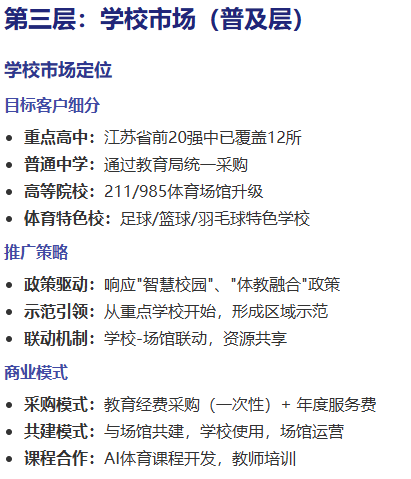 第三层：学校市场（普及层）
学校市场定位
目标客户细分
• 重点高中：江苏省前20强中已覆盖12所
• 普通中学：通过教育局统一采购
• 高等院校：211/985体育场馆升级
• 体育特色校：足球/篮球/羽毛球特色学校
推广策略
• 政策驱动：响应"智慧校园"、"体教融合"政策
• 示范引领：从重点学校开始，形成区域示范
• 联动机制：学校-场馆联动，资源共享
商业模式
• 采购模式：教育经费采购（一次性）+ 年度服务费
• 共建模式：与场馆共建，学校使用，场馆运营
• 课程合作：AI体育课程开发，教师培训